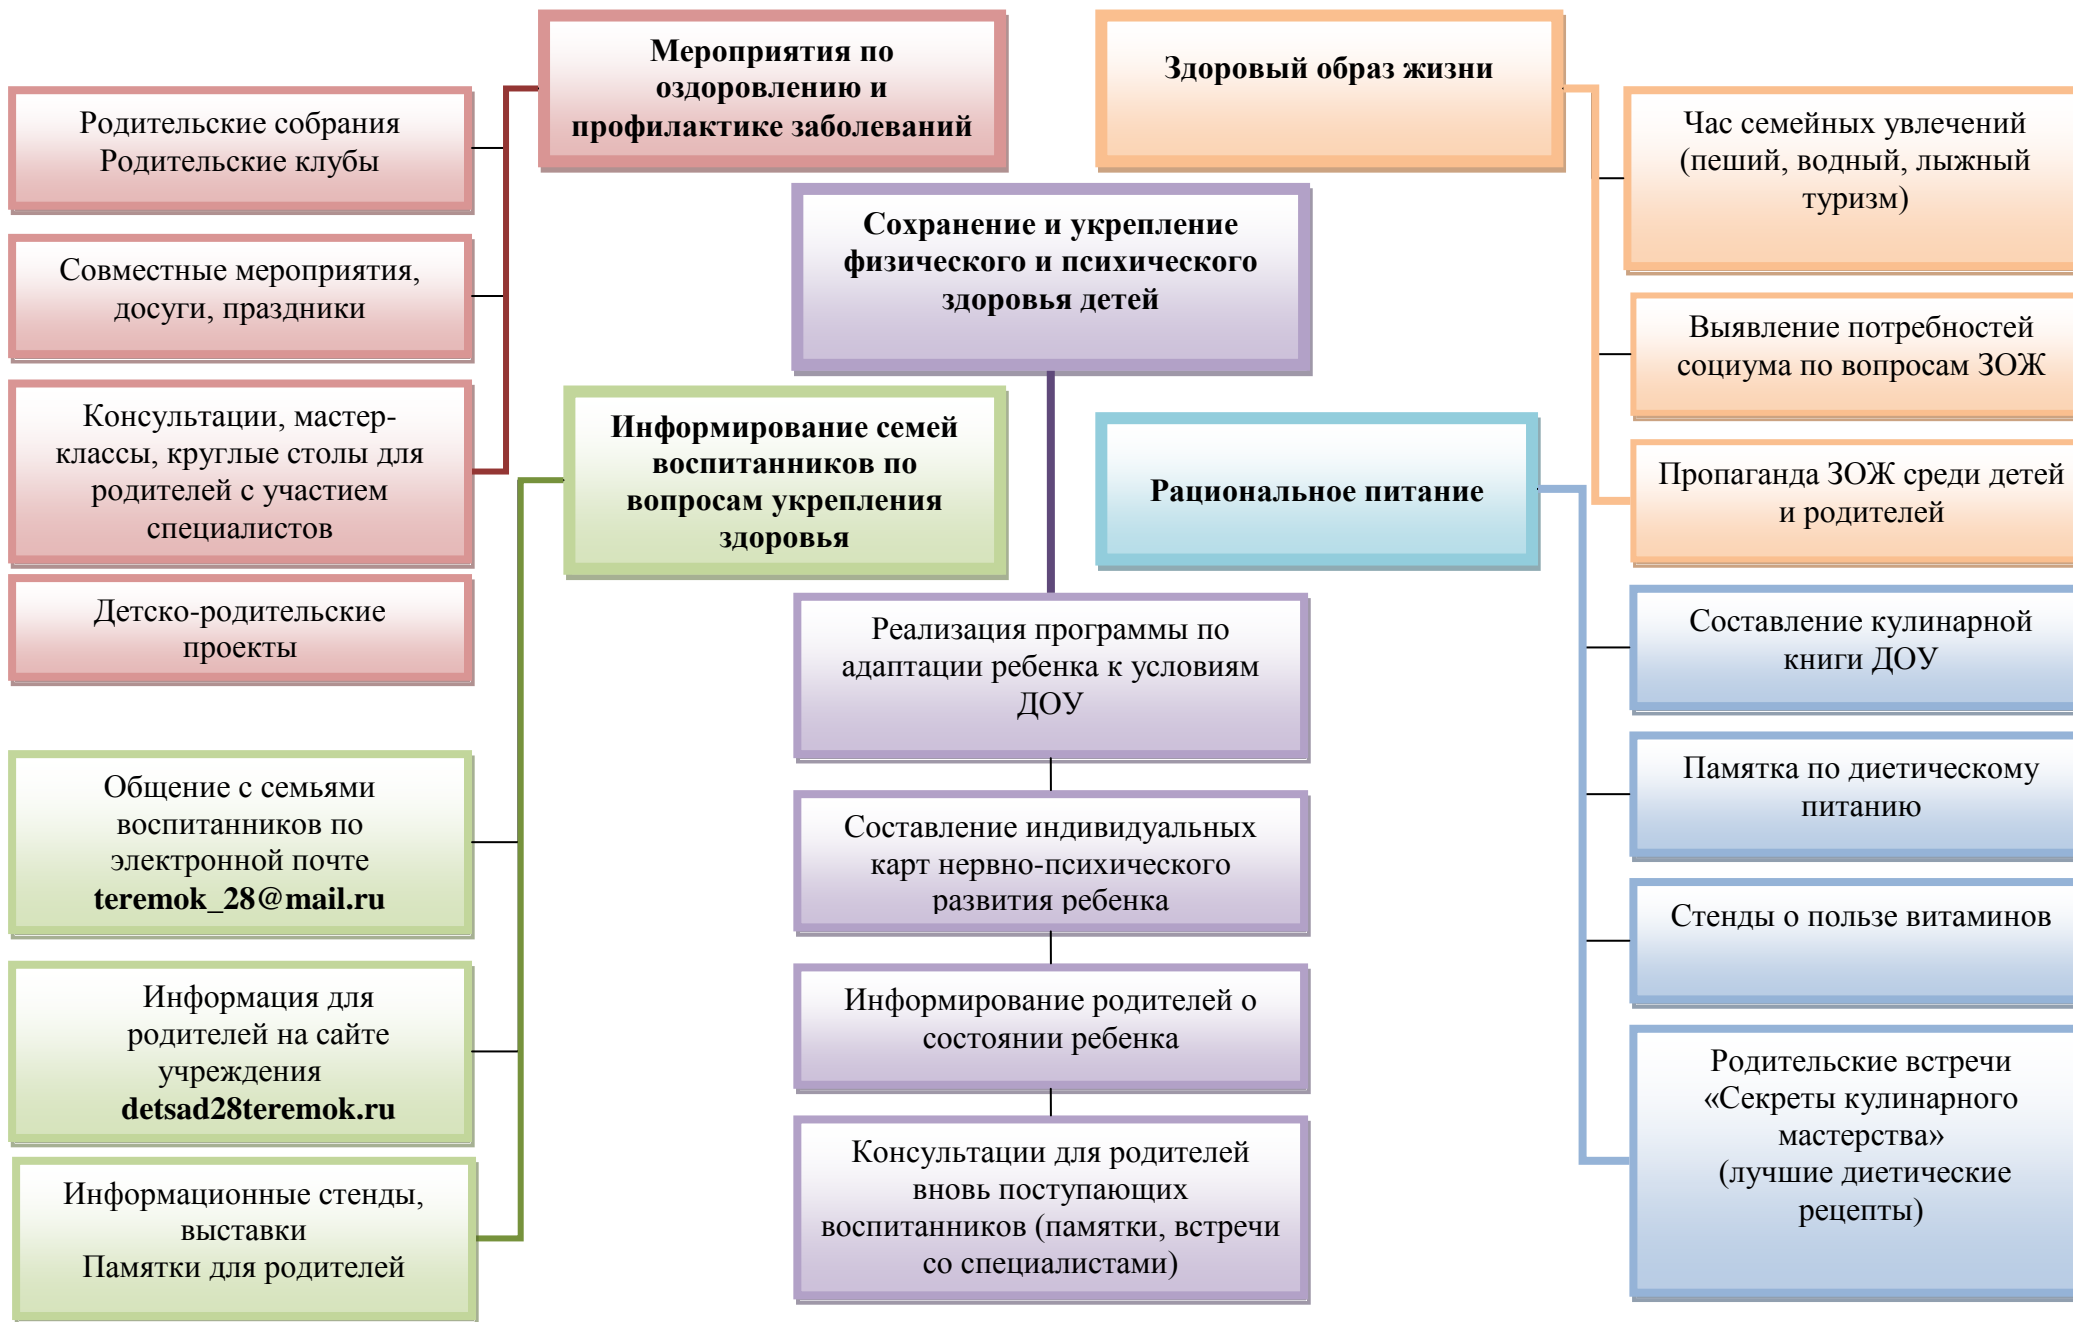 Мероприятия по
оздоровлению и
профилактике заболеваний
Родительские собрания
Родительские клубы
Совместные мероприятия,
досуги, праздники
Консультации, мастер-
классы, круглые столы для
родителей с участием
специалистов
Детско-родительские
проекты
Информирование семей
воспитанников по
вопросам укрепления
здоровья
Общение с семьями
воспитанников по
электронной почте
teremok_28@mail.ru
Информация для
родителей на сайте
учреждения
detsad28teremok.ru
Информационные стенды,
выставки
Памятки для родителей
Сохранение и укрепление
физического и психического
здоровья детей
Реализация программы по
адаптации ребенка к условиям
ДОУ
Составление индивидуальных
карт нервно-психического
развития ребенка
Информирование родителей о
состоянии ребенка
Консультации для родителей
вновь поступающих
воспитанников (памятки, встречи
со специалистами)
Здоровый образ жизни
Час семейных увлечений
(пеший, водный, лыжный
туризм)
Выявление потребностей
социума по вопросам ЗОЖ
Пропаганда ЗОЖ среди детей
и родителей
Рациональное питание
Составление кулинарной
книги ДОУ
Памятка по диетическому
питанию
Стенды о пользе витаминов
Родительские встречи
«Секреты кулинарного
мастерства»
(лучшие диетические
рецепты)